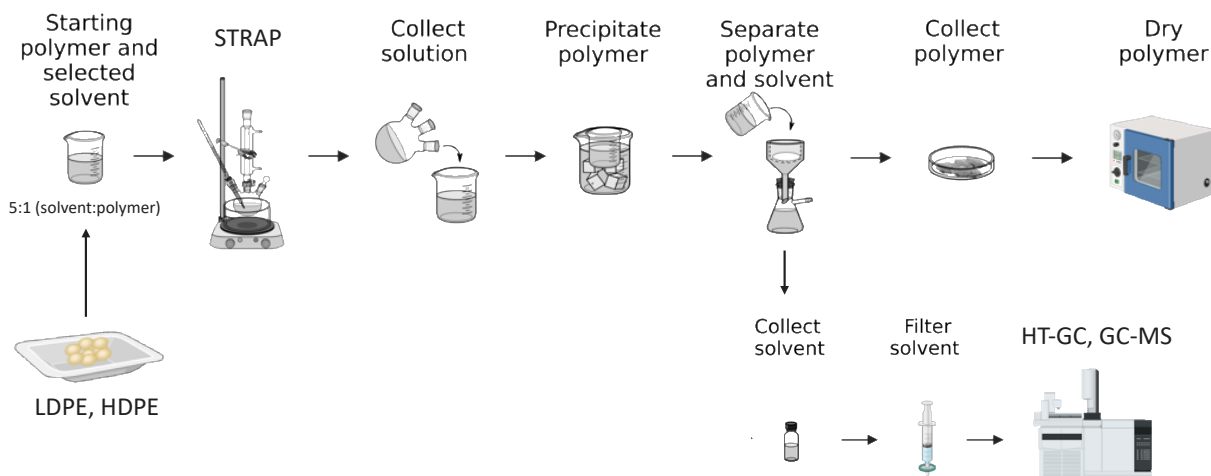 Starting
polymer and
selected
solvent
STRAP
Collect
solution
Precipitate
polymer
Separate
polymer
and solvent
Collect
polymer
Dry
polymer
5:1 (solvent:polymer)
LDPE, HDPE
Collect
solvent
Filter
solvent
HT-GC, GC-MS